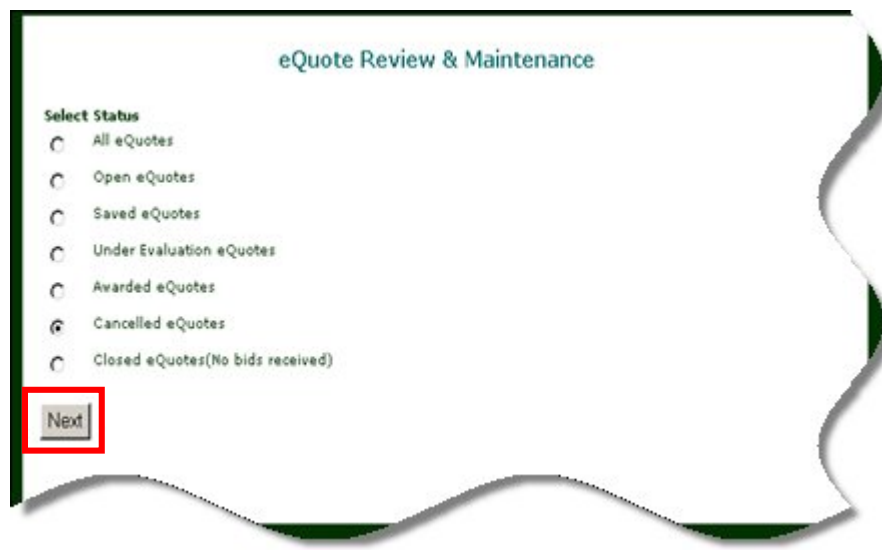 eQuote Review & Maintenance
Select Status
All eQuotes
Open eQuotes
Saved eQuotes
Under Evaluation eQuotes
Awarded eQuotes
Cancelled eQuotes
Closed eQuotes(No bids received)
Next